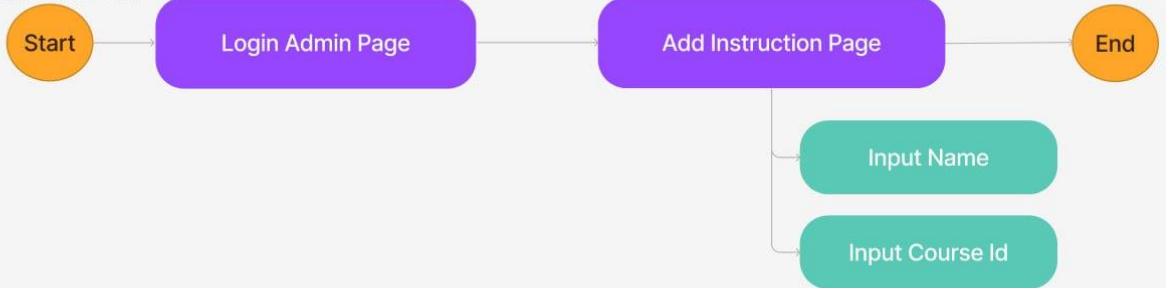 Start
Login Admin Page
Add Instruction Page
End
Input Name
Input Course Id